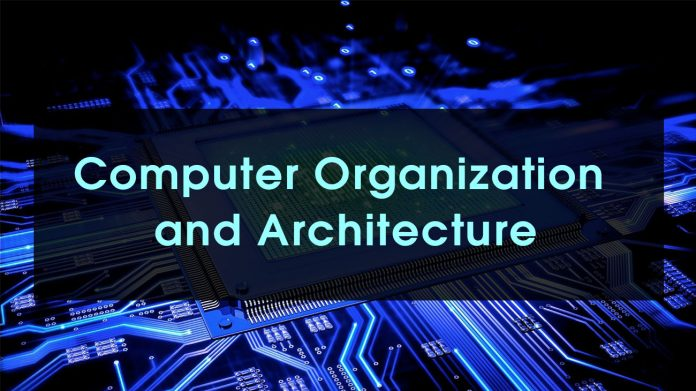 Computer Organization
and Architecture